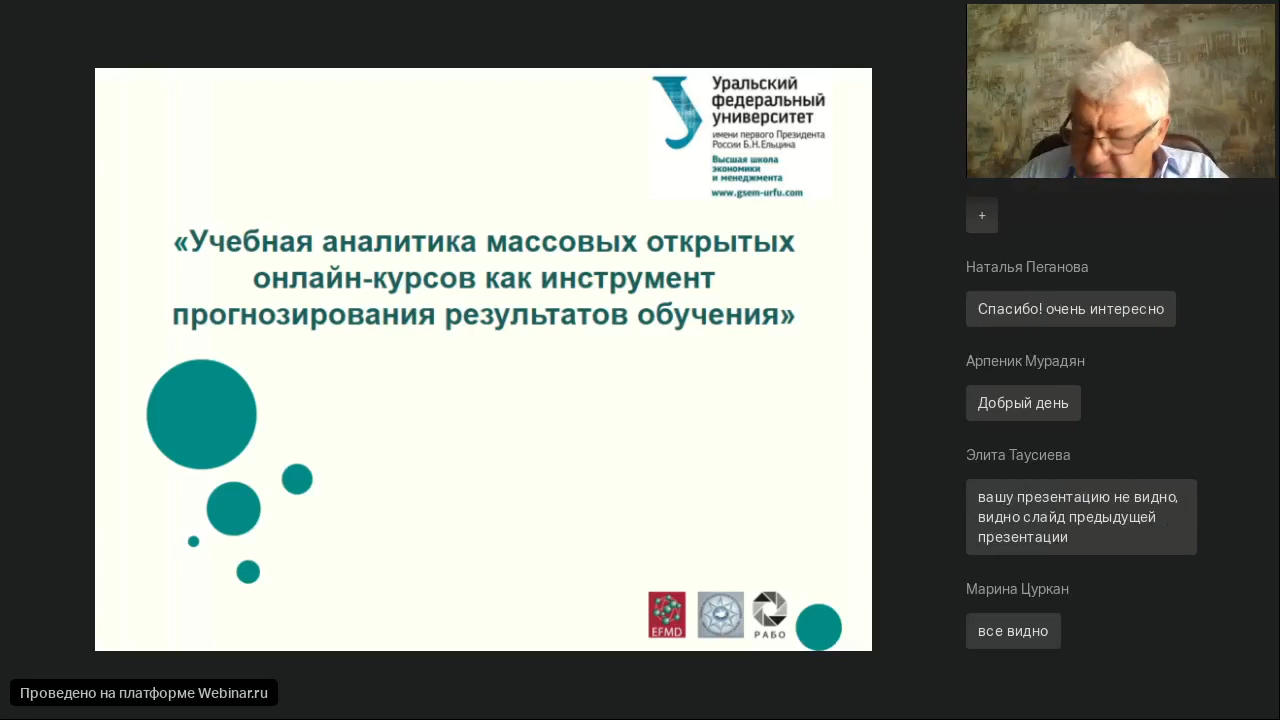 Уральский
федеральный
университет
имени первого Президента
России Б.Н.Ельцина
Высшая школа
экономики
и менеджмента
www.gsem-urfu.com
«Учебная аналитика массовых открытых
онлайн-курсов как инструмент
прогнозирования результатов обучения»
EFMD
РАБО
+
Наталья Пеганова
Спасибо! очень интересно
Арпеник Мурадян
Добрый день
Элита Таусиева
вашу презентацию не видно,
видно слайд предыдущей
презентации
Марина Цуркан
все видно
Проведено на платформе Webinar.ru